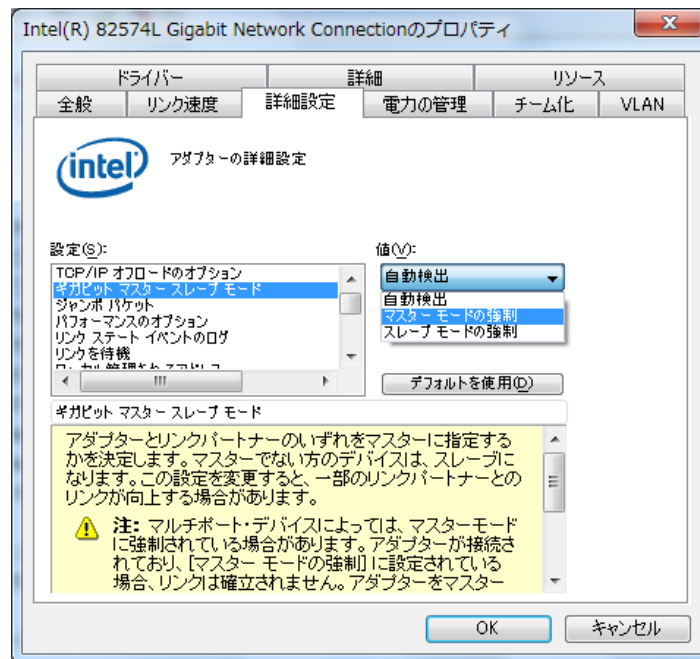 Intel(R) 82574L Gigabit Network Connectionのプロパティ
ドライバー 詳細 リソース
全般 リンク速度 詳細設定 電力の管理 チーム化 VLAN
intel アダプターの詳細設定
設定(S): 値(V):
TCP/IP オフロードのオプション
ギガビット マスター スレーブ モード
ジャンボ パケット
パフォーマンスのオプション
リンク ステート イベントのログ
リンクを待機
自動検出
自動検出
マスター モードの強制
スレーブ モードの強制
デフォルトを使用(D)
ギガビット マスター スレーブ モード
アダプターとリンクパートナーのいずれをマスターに指定する
かを決定します。マスターでない方のデバイスは、スレーブに
なります。この設定を変更すると、一部のリンクパートナーとの
リンクが向上する場合があります。
注: マルチポート・デバイスによっては、マスターモード
に強制されている場合があります。アダプターが接続さ
れており、[マスター モードの強制] に設定されている
場合、リンクは確立されません。アダプターをマスター
OK キャンセル